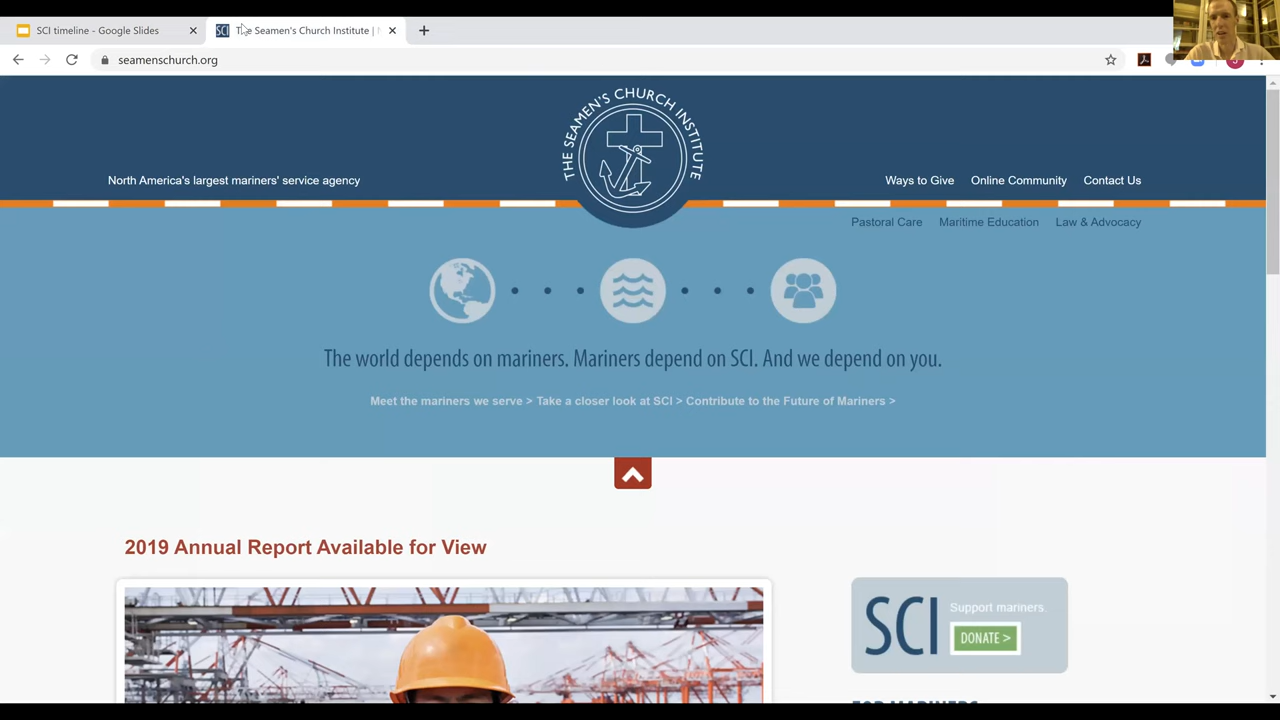 SCI timeline - Google Slides
SCI The Seamen's Church Institute |
seamenschurch.org
THE SEAMEN'S CHURCH INSTITUTE
North America's largest mariners' service agency
Ways to Give Online Community Contact Us
Pastoral Care Maritime Education Law & Advocacy
The world depends on mariners. Mariners depend on SCI. And we depend on you.
Meet the mariners we serve > Take a closer look at SCI > Contribute to the Future of Mariners >
2019 Annual Report Available for View
SCI
Support mariners
DONATE >
FOR MARINERS